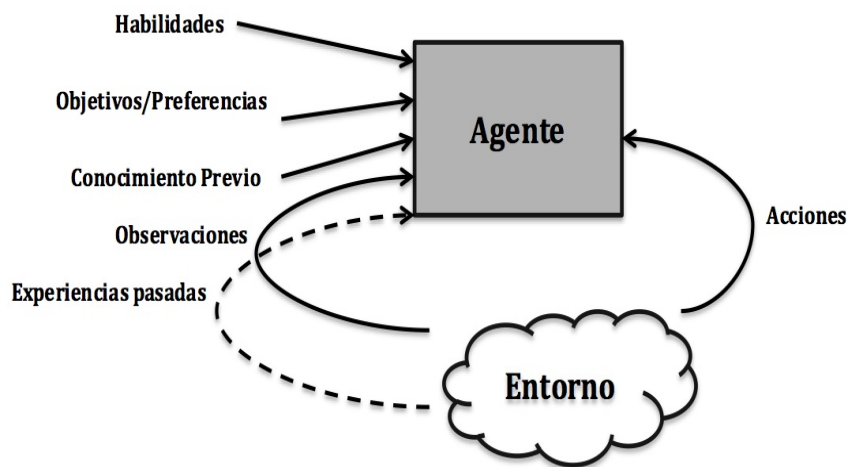 Habilidades
Objetivos/Preferencias
Agente
Conocimiento Previo
Observaciones
Acciones
Experiencias pasadas
Entorno